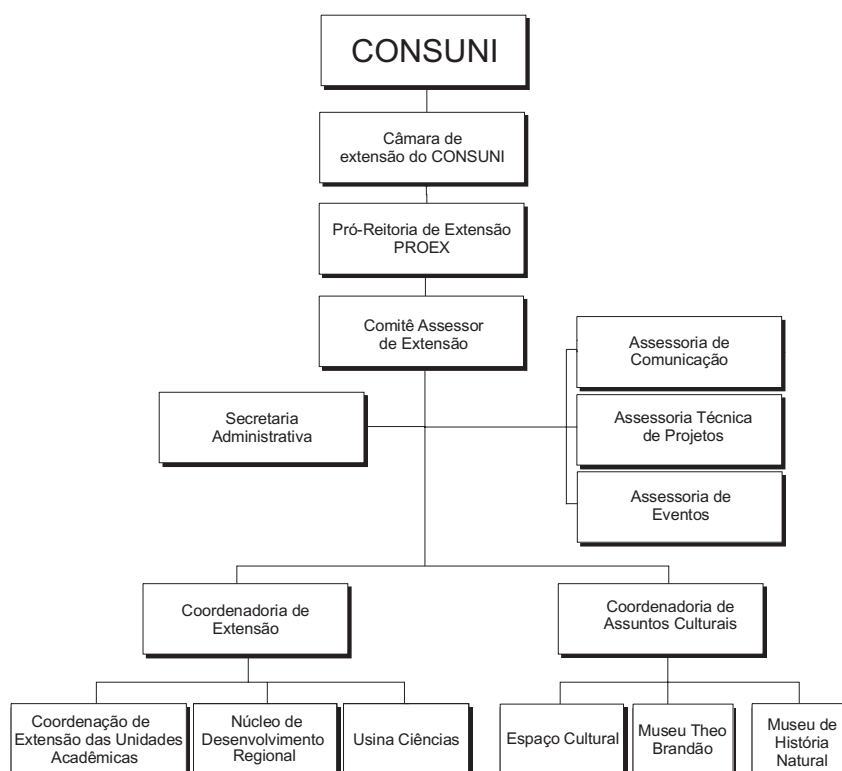 CONSUNI
Câmara de
extensão do CONSUNI
Pró-Reitoria de Extensão
PROEX
Comitê Assessor
de Extensão
Assessoria de
Comunicação
Secretaria
Administrativa
Assessoria Técnica
de Projetos
Assessoria de
Eventos
Coordenadoria de
Extensão
Coordenadoria de
Assuntos Culturais
Coordenação de
Extensão das Unidades
Acadêmicas
Núcleo de
Desenvolvimento
Regional
Usina Ciências
Espaço Cultural
Museu Theo
Brandão
Museu de
História
Natural